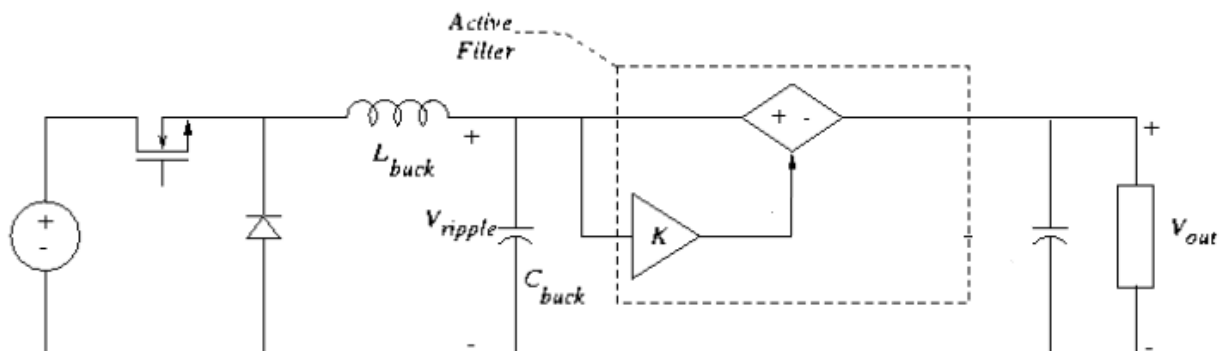 Active
Filter
+ -
+
L buck
+
-
V ripple
K
C buck
-
+
V out
-